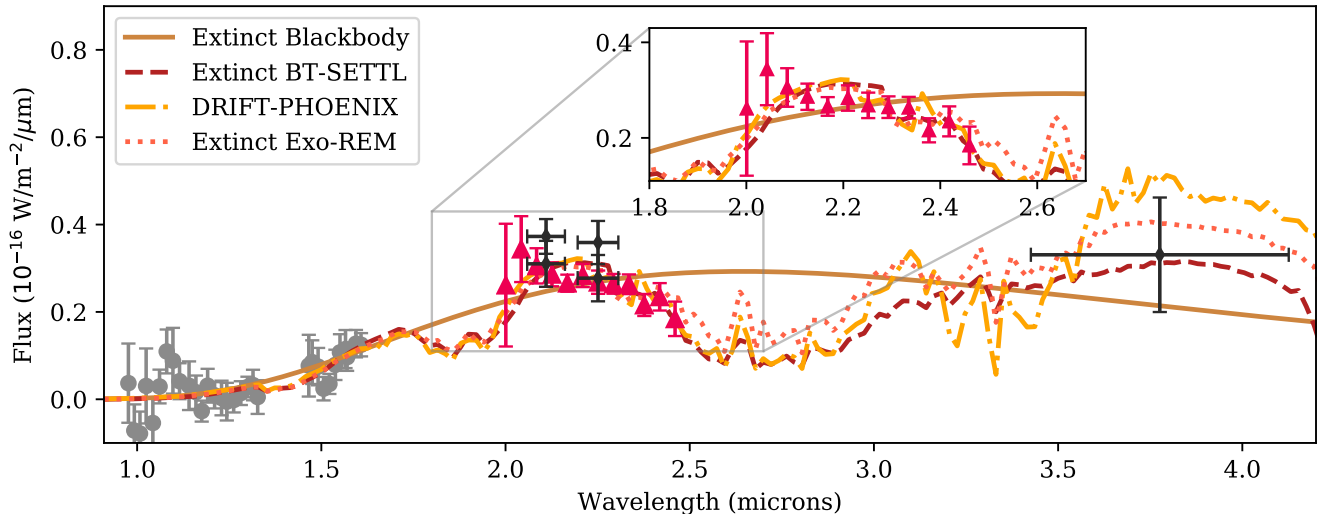 Extinct Blackbody
Extinct BT-SETTL
DRIFT-PHOENIX
Extinct Exo-REM
0.8
0.6
0.4
0.2
0.0
Flux (10⁻¹⁶ W/m⁻²/μm)
0.4
0.2
1.8 2.0 2.2 2.4 2.6
1.0 1.5 2.0 2.5 3.0 3.5 4.0
Wavelength (microns)